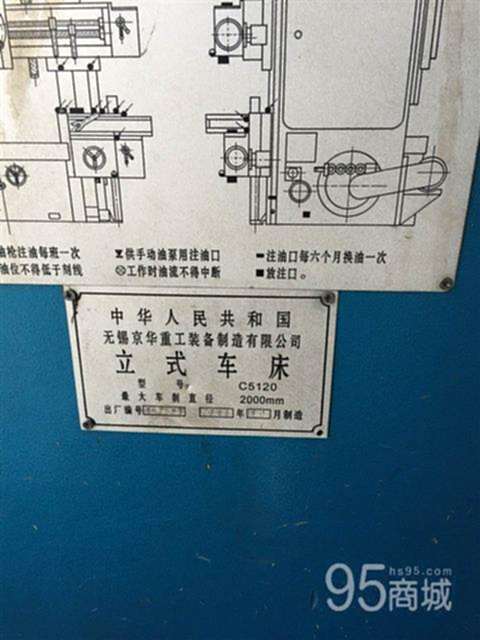 油枪注油每班一次
供手动油泵用注油口
注油口每六个月换油一次
油位不得低于刻线
工作时油流不得中断
放注口。
中华人民共和国
无锡京华重工装备制造有限公司
立式车床
型号 C5120
最大车制直径 2000mm
出厂编号 年 月制造
hs95.com
95商城